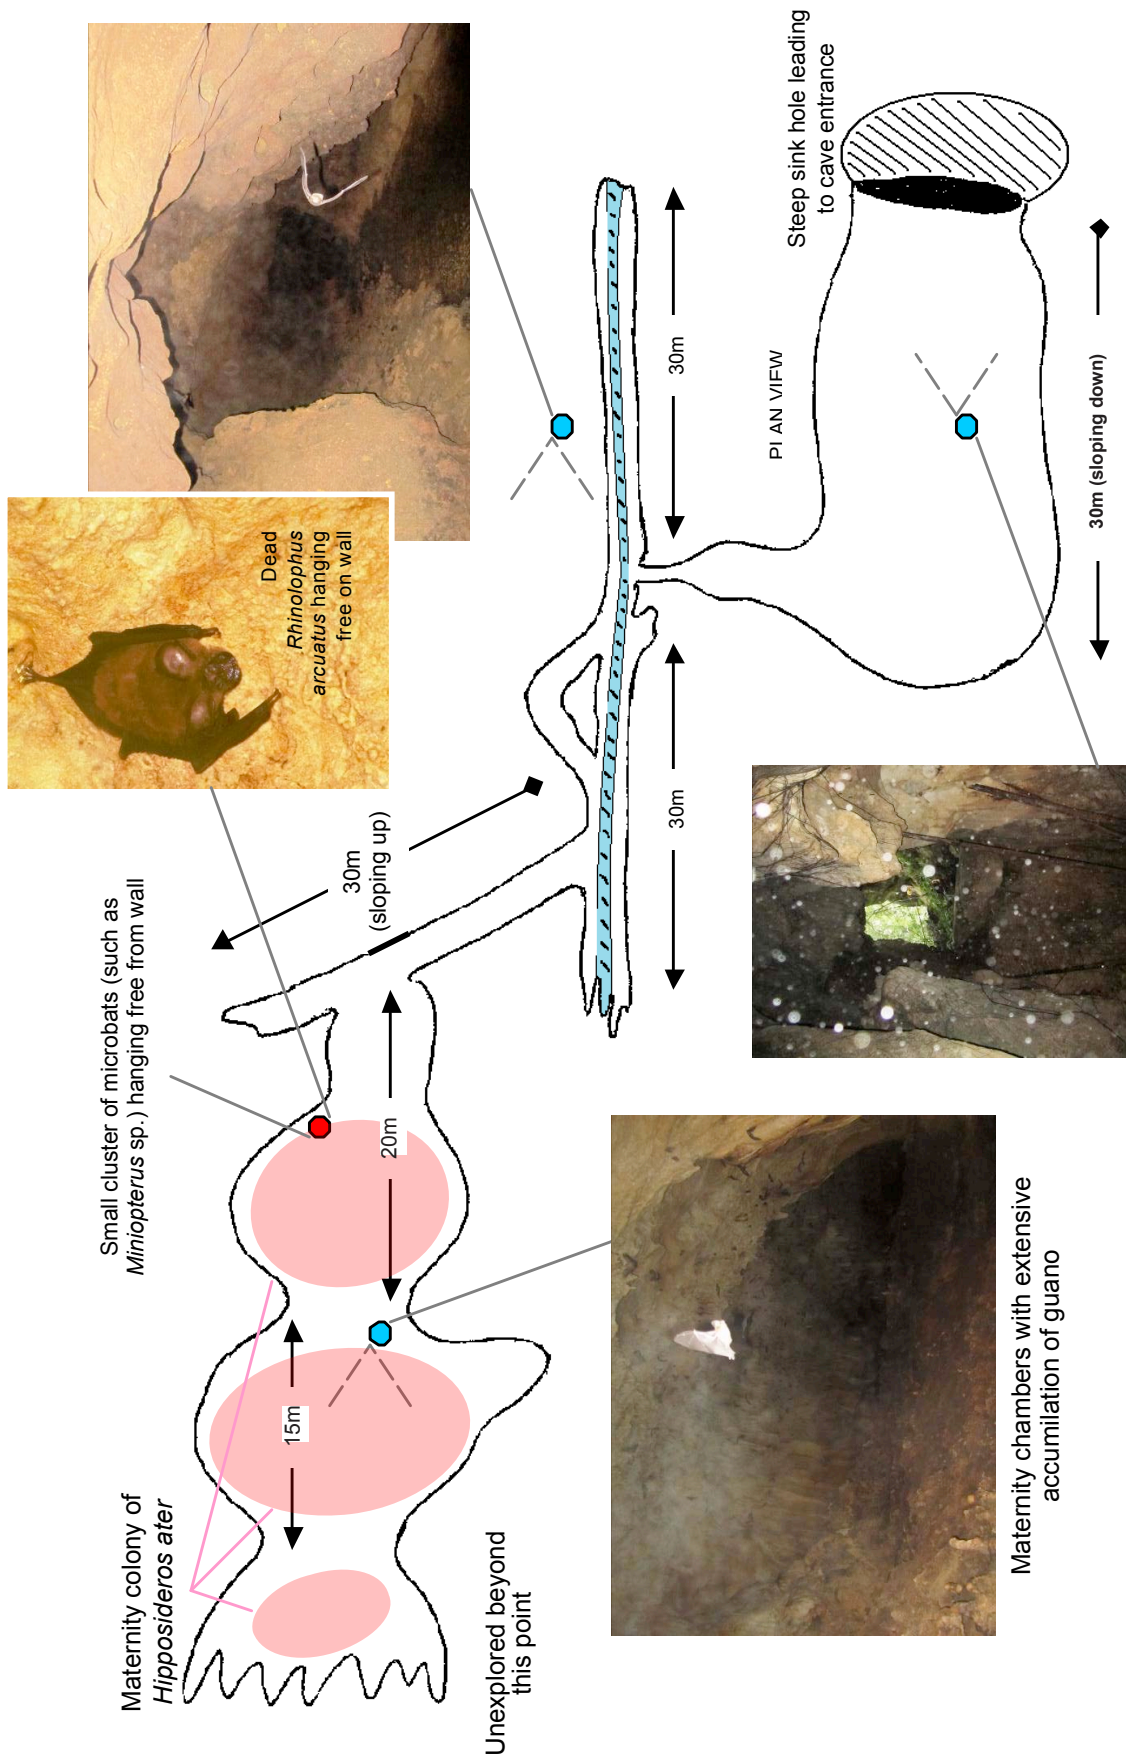 Maternity colony of
Hipposideros ater
Small cluster of microbats (such as
Miniopterus sp.) hanging free from wall
Dead
Rhinolophus
arcuatus hanging
free on wall
30m
(sloping up)
15m
20m
Unexplored beyond
this point
30m
30m
PLAN VIEW
Steep sink hole leading
to cave entrance
30m (sloping down)
Maternity chambers with extensive
accumilation of guano